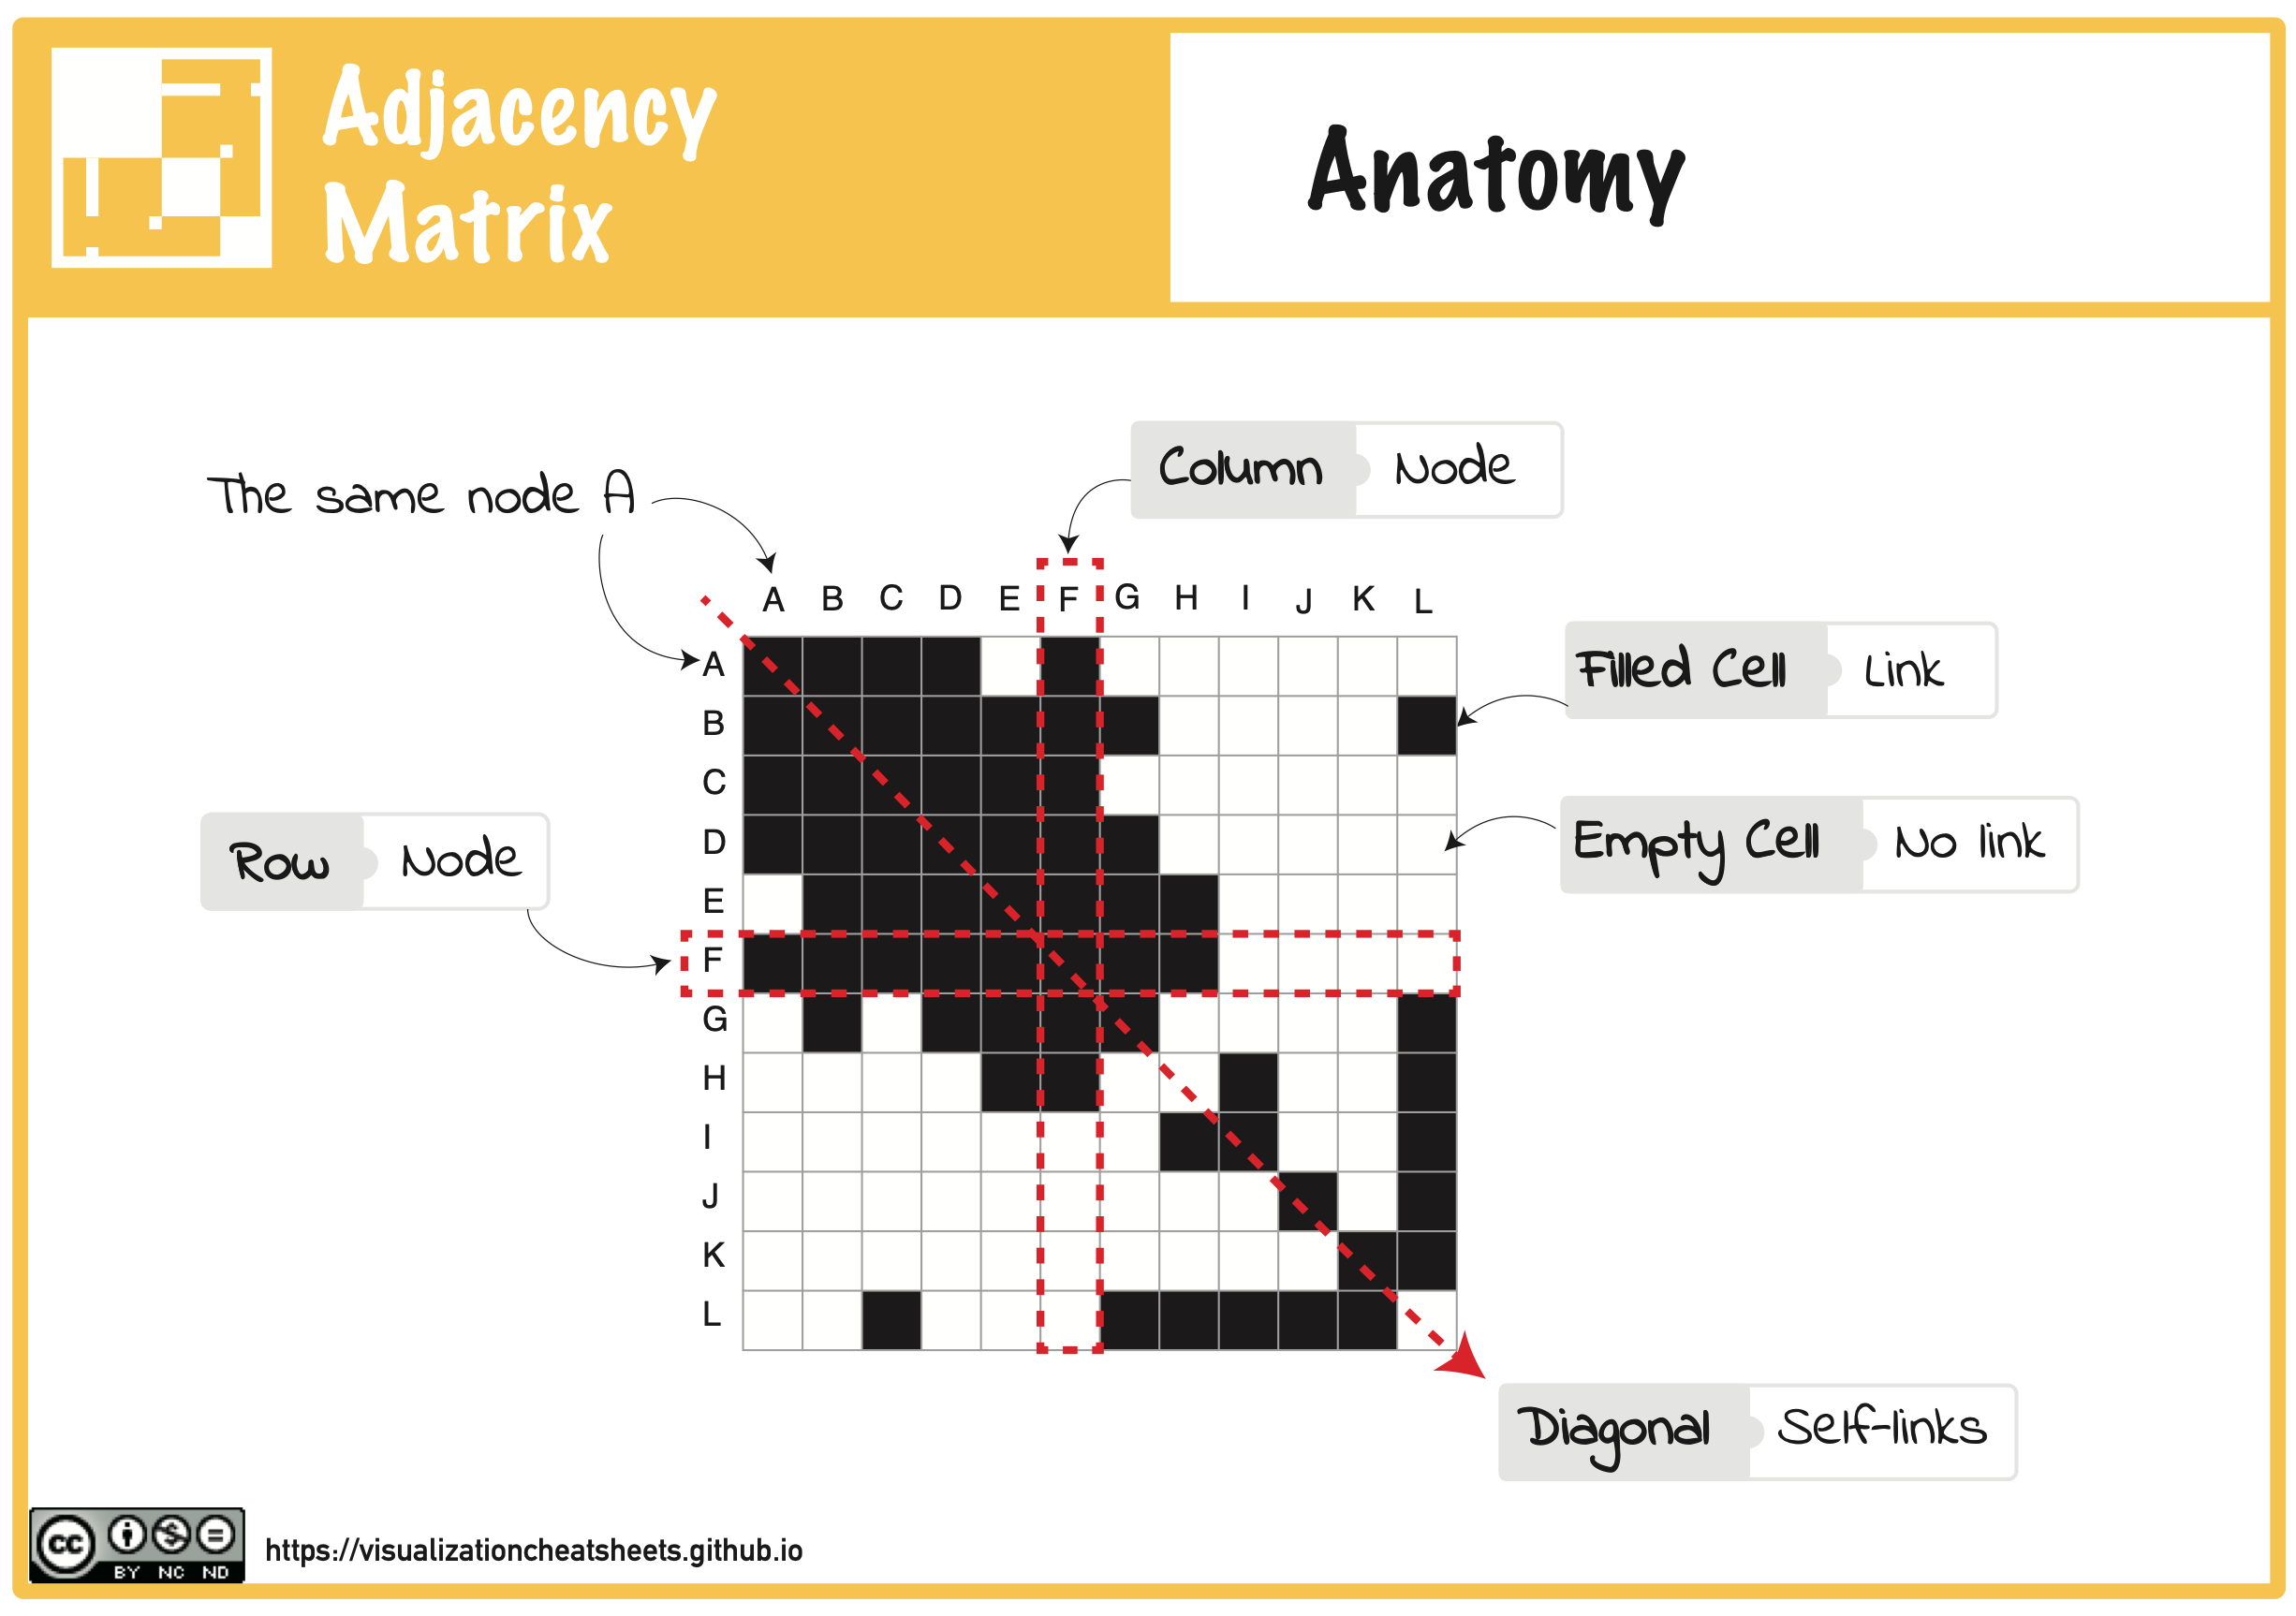 Adjacency
Matrix
Anatomy
The same node A
Column Node
A B C D E F G H I J K L
A
B
C
D
E
F
G
H
I
J
K
L
Filled Cell Link
Empty Cell No link
Row Node
Diagonal Self-links
cc BY NC ND
https://visualizationcheatsheets.github.io